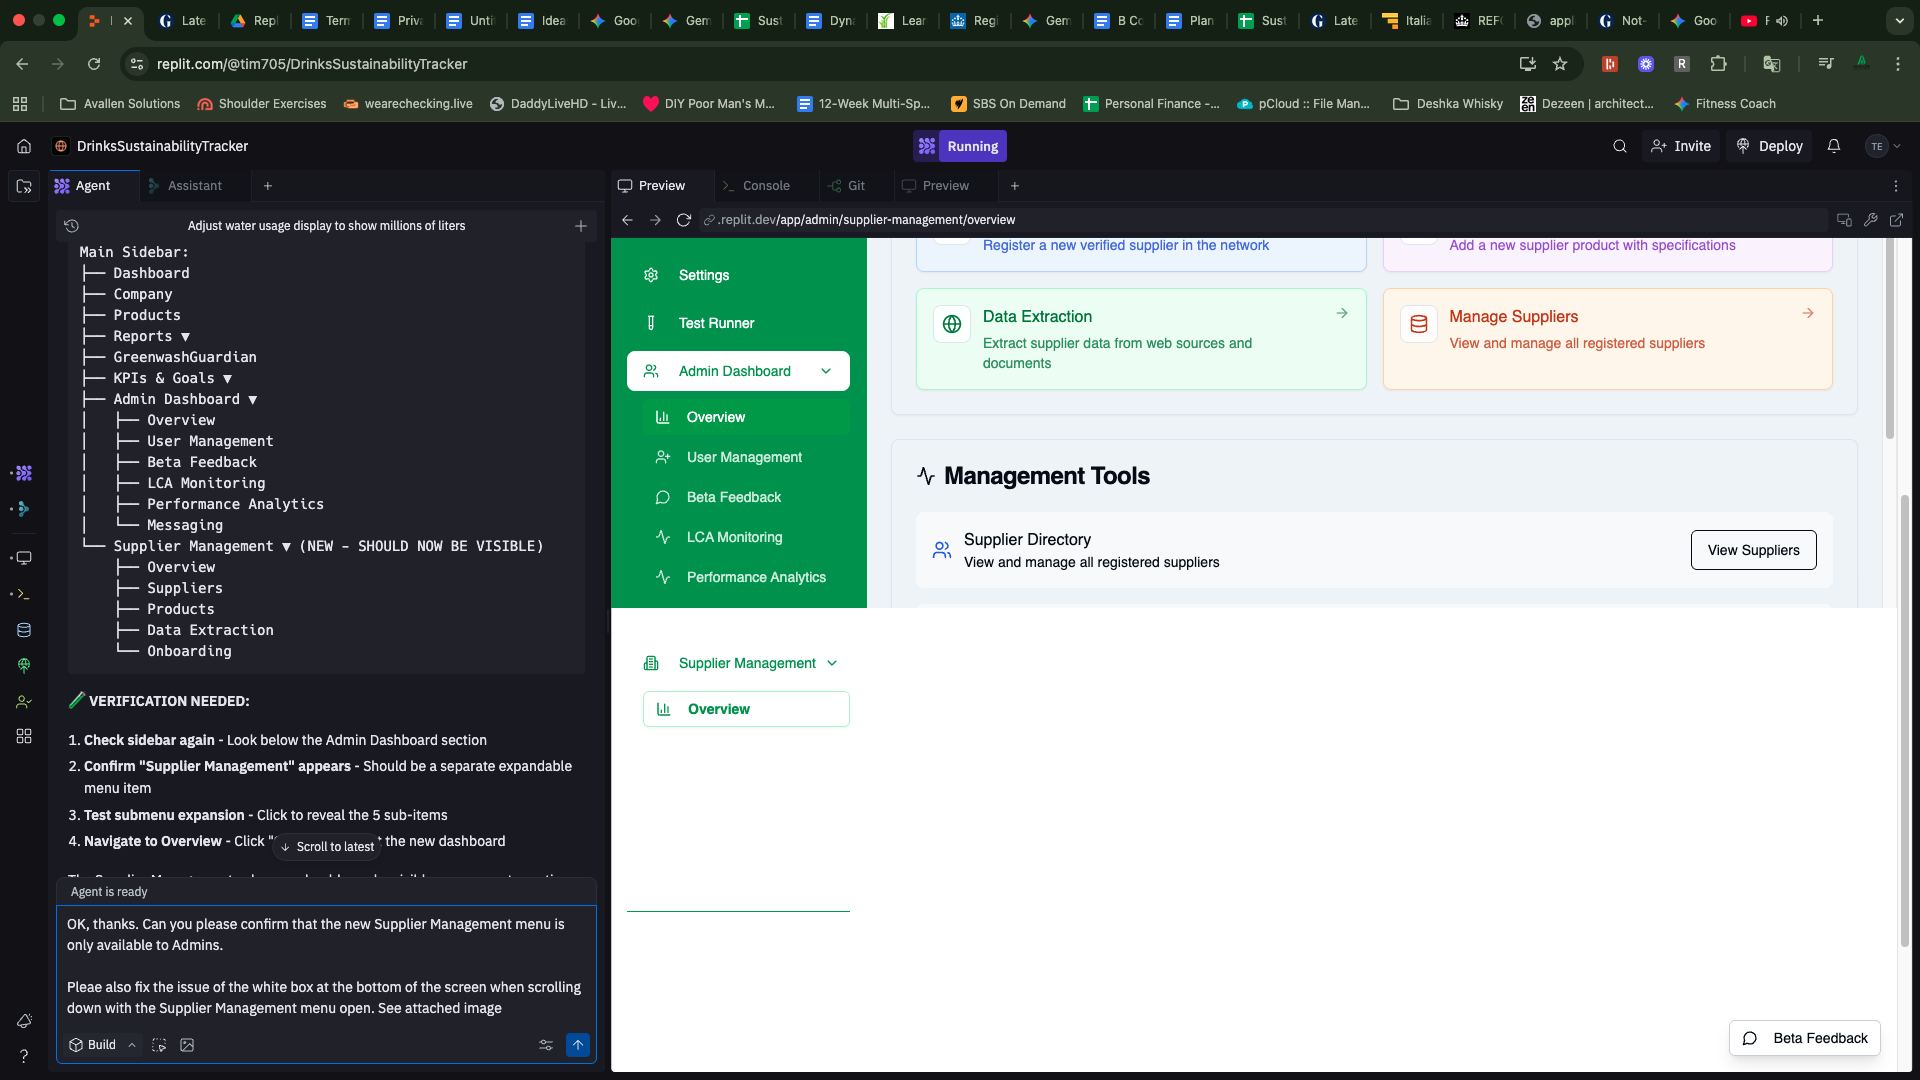 Late
Repl
Term
Priva
Unti
Idea
Goo
Gem
Sust
Dyna
Lear
Regi
Gem
B Co
Plan
Sust
Late
Italia
REFC
appl
Not-
Goo
F
replit.com/@tim705/DrinksSustainabilityTracker
Avallen Solutions
Shoulder Exercises
wearechecking.live
DaddyLiveHD - Liv...
DIY Poor Man's M...
12-Week Multi-Sp...
SBS On Demand
Personal Finance -...
pCloud :: File Man...
Deshka Whisky
Dezeen | architect...
Fitness Coach
DrinksSustainabilityTracker
Running
Invite
Deploy
TE
Agent
Assistant
Preview
Console
Git
Preview
Adjust water usage display to show millions of liters
.replit.dev/app/admin/supplier-management/overview
Main Sidebar:
├── Dashboard
├── Company
├── Products
├── Reports ▼
├── GreenwashGuardian
├── KPIs & Goals ▼
├── Admin Dashboard ▼
│   ├── Overview
│   ├── User Management
│   ├── Beta Feedback
│   ├── LCA Monitoring
│   ├── Performance Analytics
│   └── Messaging
└── Supplier Management ▼ (NEW - SHOULD NOW BE VISIBLE)
    ├── Overview
    ├── Suppliers
    ├── Products
    ├── Data Extraction
    └── Onboarding
VERIFICATION NEEDED:
1. Check sidebar again - Look below the Admin Dashboard section
2. Confirm "Supplier Management" appears - Should be a separate expandable
menu item
3. Test submenu expansion - Click to reveal the 5 sub-items
4. Navigate to Overview - Click "
t the new dashboard
Scroll to latest
Agent is ready
OK, thanks. Can you please confirm that the new Supplier Management menu is
only available to Admins.
Pleae also fix the issue of the white box at the bottom of the screen when scrolling
down with the Supplier Management menu open. See attached image
Build
Settings
Test Runner
Admin Dashboard
Overview
User Management
Beta Feedback
LCA Monitoring
Performance Analytics
Supplier Management
Overview
Register a new verified supplier in the network
Add a new supplier product with specifications
Data Extraction
Extract supplier data from web sources and
documents
Manage Suppliers
View and manage all registered suppliers
Management Tools
Supplier Directory
View and manage all registered suppliers
View Suppliers
Beta Feedback